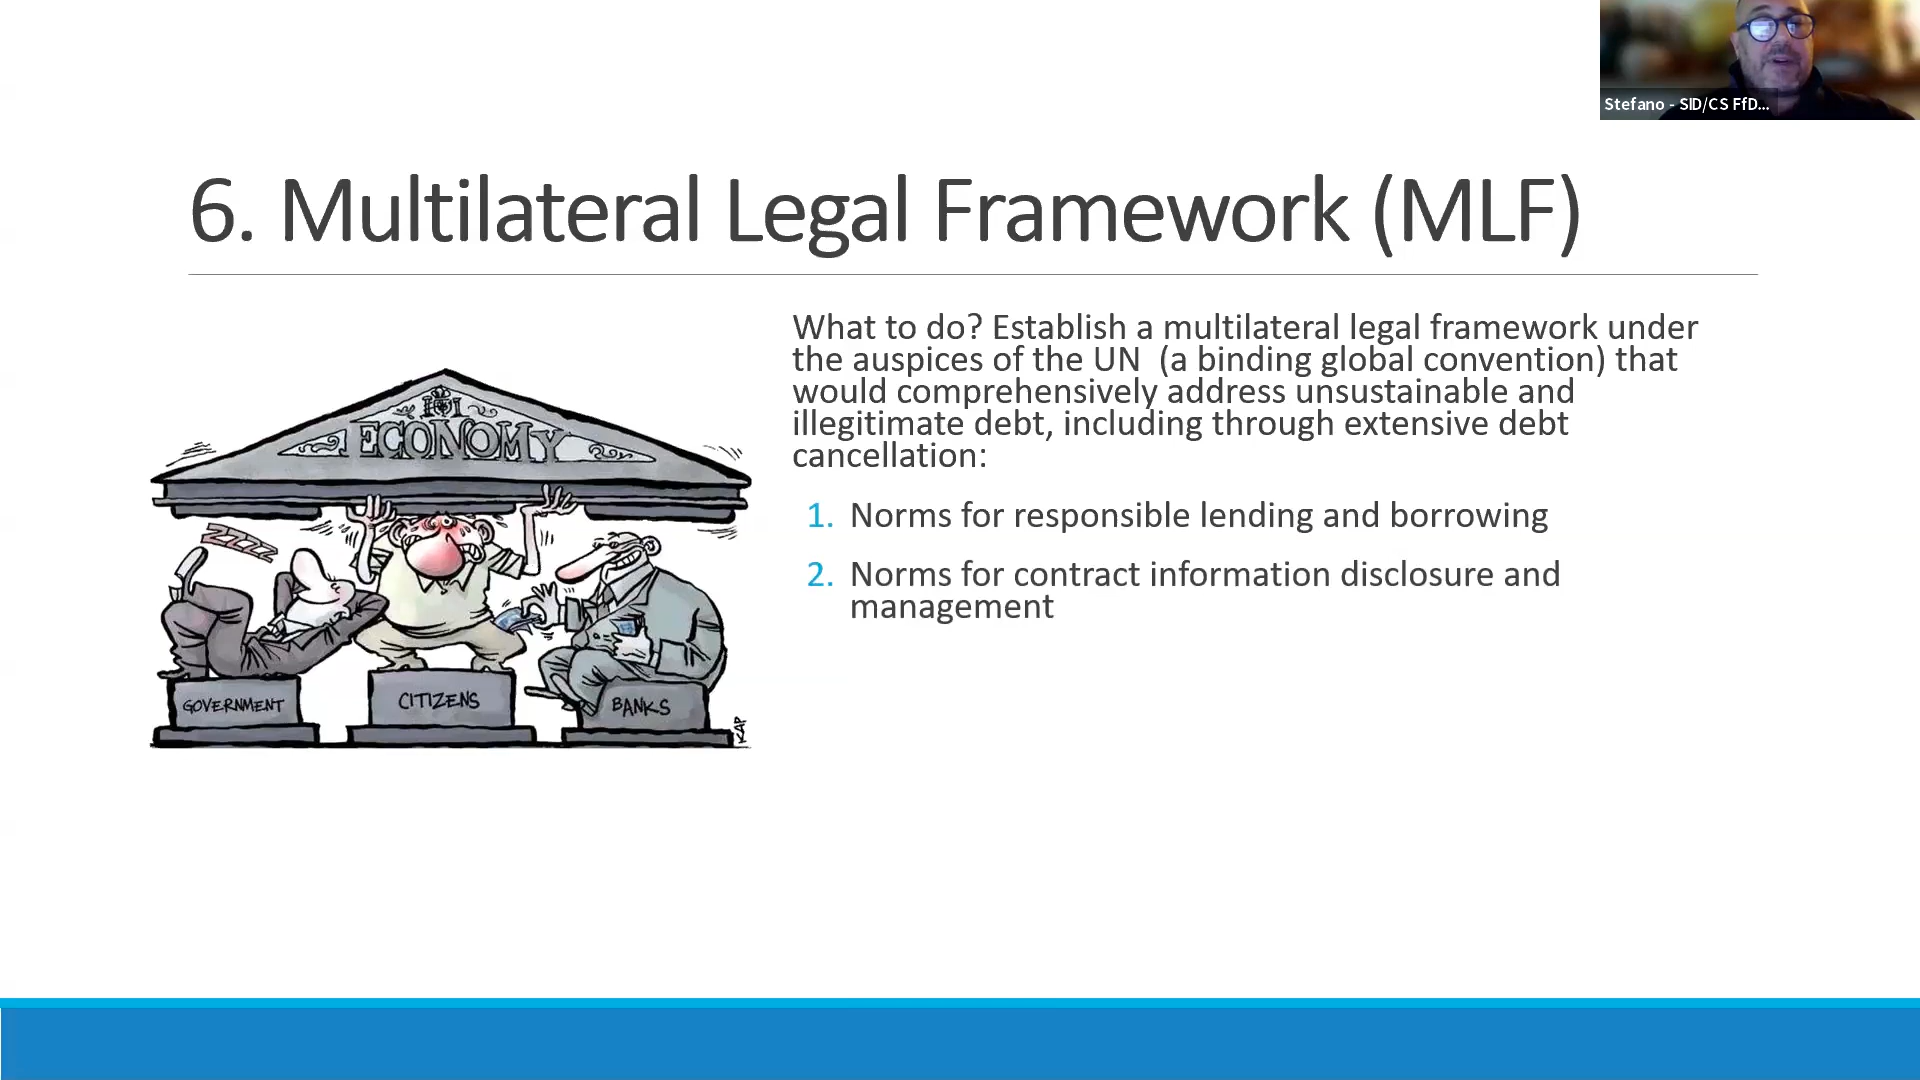 Stefano - SID/CS FfD...
6. Multilateral Legal Framework (MLF)
What to do? Establish a multilateral legal framework under
the auspices of the UN (a binding global convention) that
would comprehensively address unsustainable and
illegitimate debt, including through extensive debt
cancellation:
1. Norms for responsible lending and borrowing
2. Norms for contract information disclosure and
management
ECONOMY
GOVERNMENT
CITIZENS
BANKS
KAP